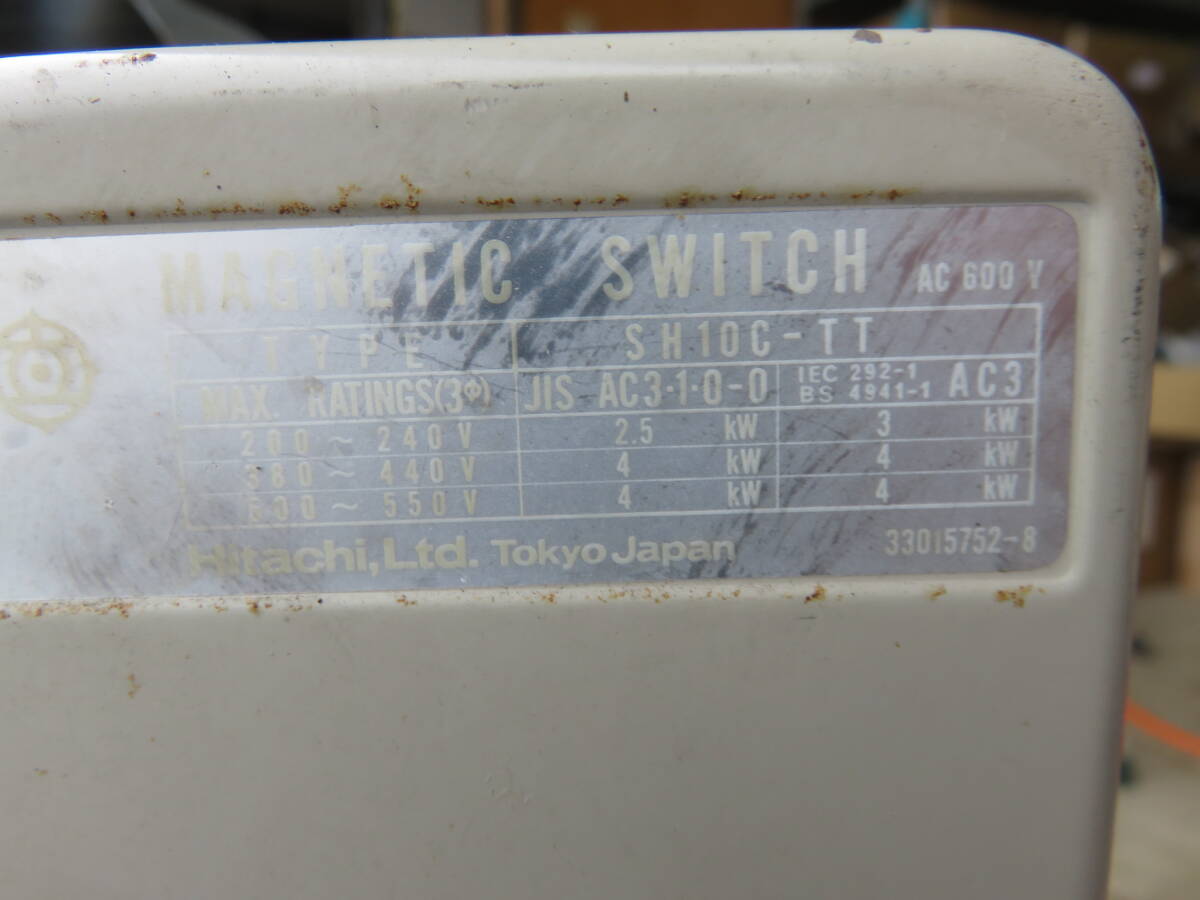 MAGNETIC SWITCH AC 600 V
TYPE SH10C-TT
MAX. RATINGS(3Φ) JIS AC3·1·0-0 IEC 292-1 BS 4941-1 AC3
200 ~ 240 V 2.5 kW 3 kW
380 ~ 440 V 4 kW 4 kW
500 ~ 550 V 4 kW 4 kW
Hitachi, Ltd. Tokyo Japan 33015752-8